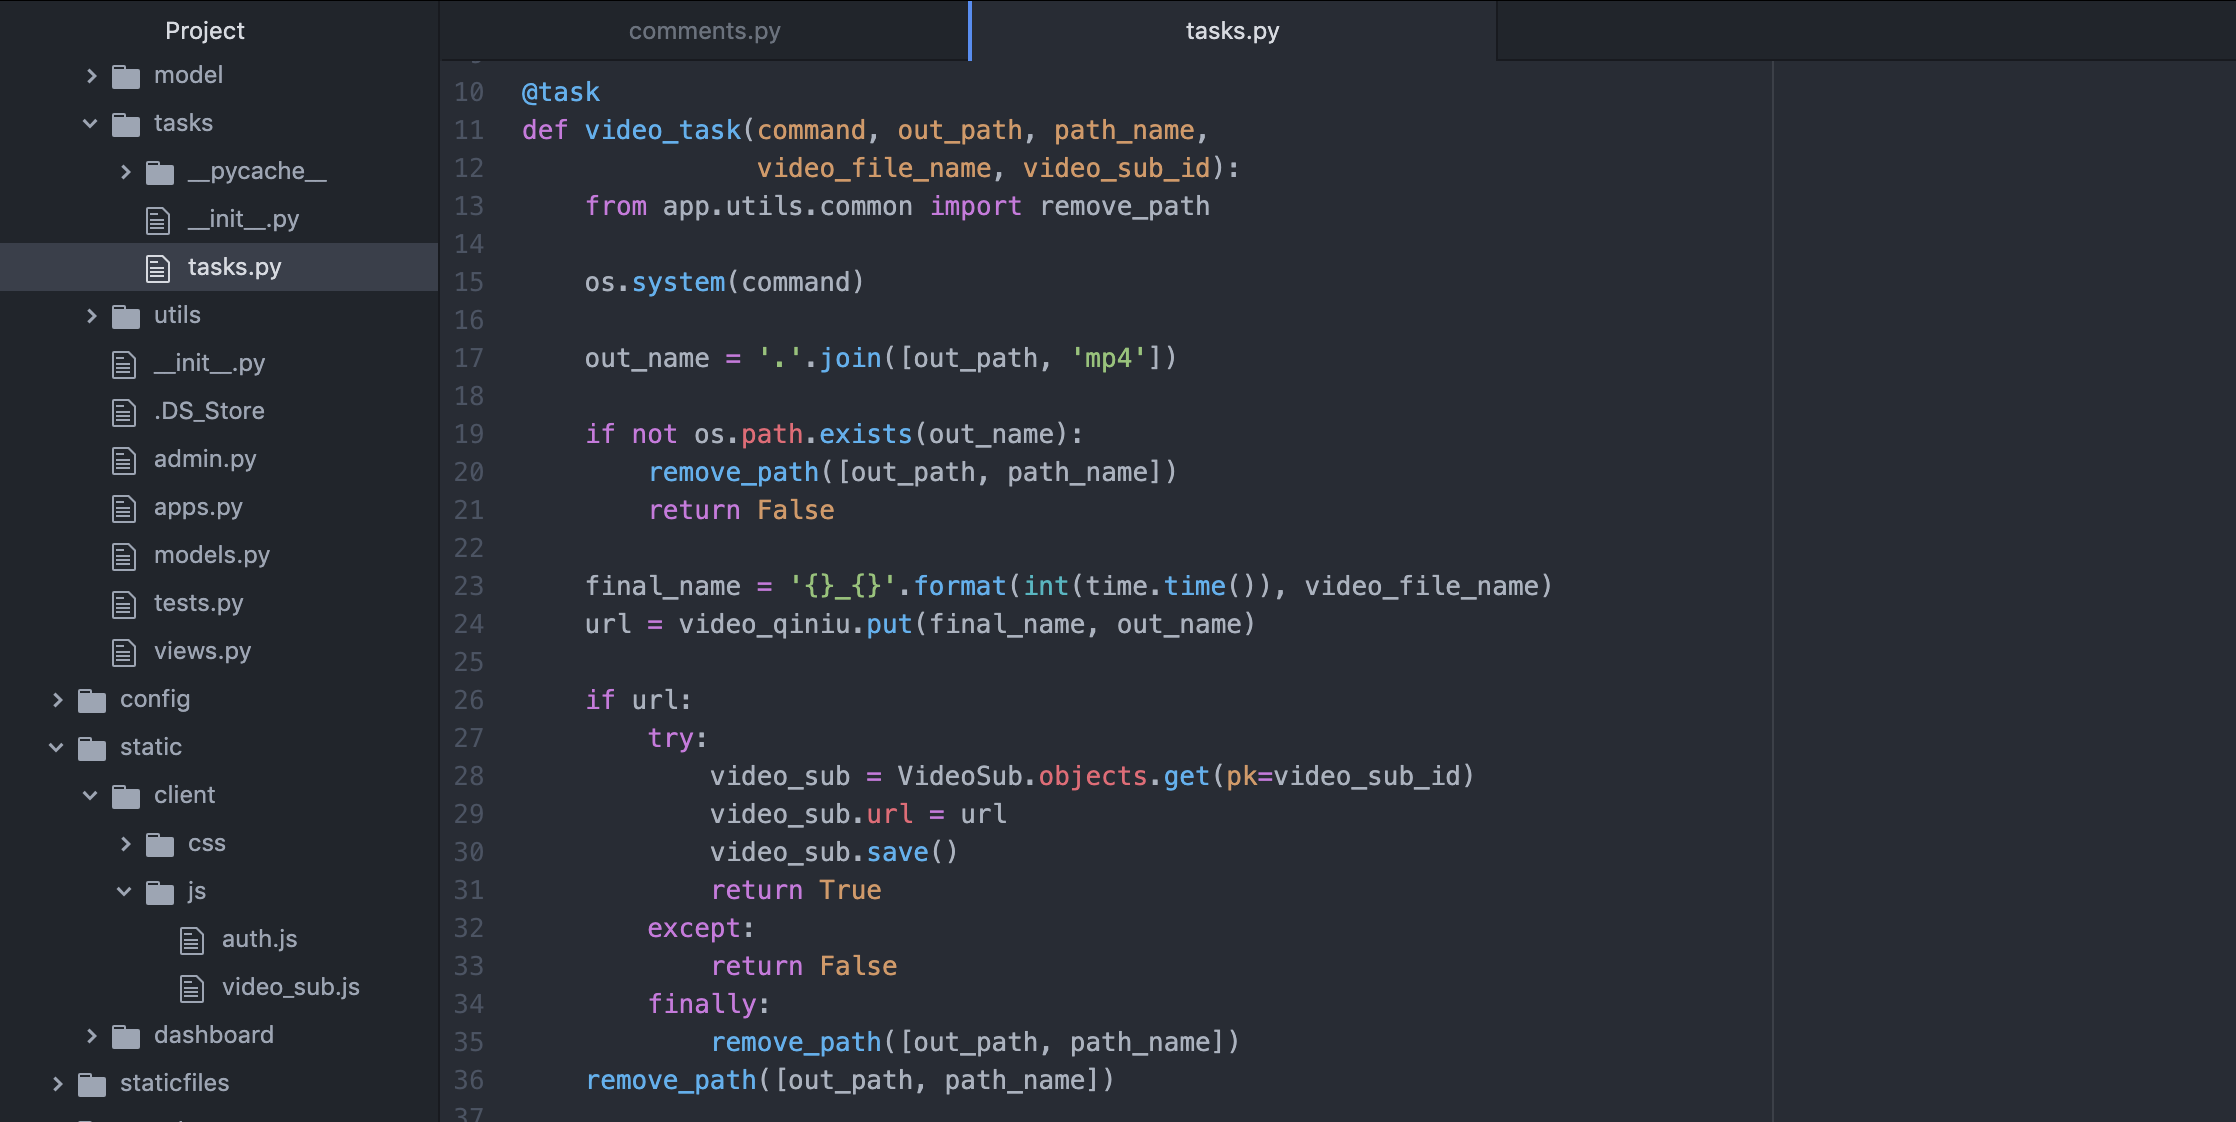 Project
model
tasks
__pycache__
__init__.py
tasks.py
utils
__init__.py
.DS_Store
admin.py
apps.py
models.py
tests.py
views.py
config
static
client
css
js
auth.js
video_sub.js
dashboard
staticfiles
comments.py
tasks.py
10 @task
11 def video_task(command, out_path, path_name,
12                video_file_name, video_sub_id):
13     from app.utils.common import remove_path
14
15     os.system(command)
16
17     out_name = '.'.join([out_path, 'mp4'])
18
19     if not os.path.exists(out_name):
20         remove_path([out_path, path_name])
21         return False
22
23     final_name = '{}_{}'.format(int(time.time()), video_file_name)
24     url = video_qiniu.put(final_name, out_name)
25
26     if url:
27         try:
28             video_sub = VideoSub.objects.get(pk=video_sub_id)
29             video_sub.url = url
30             video_sub.save()
31             return True
32         except:
33             return False
34         finally:
35             remove_path([out_path, path_name])
36     remove_path([out_path, path_name])
37